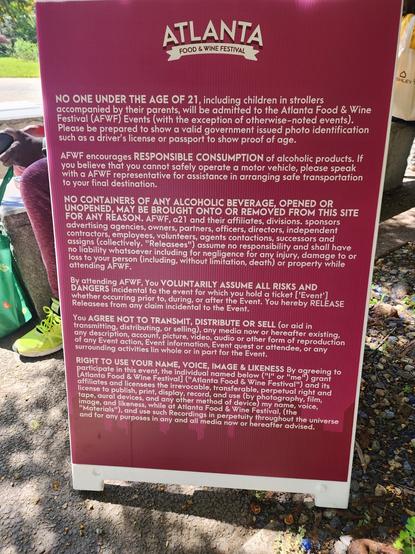 ATLANTA
FOOD & WINE FESTIVAL
NO ONE UNDER THE AGE OF 21, including children in strollers
accompanied by their parents, will be admitted to the Atlanta Food & Wine
Festival (AFWF) Events (with the exception of otherwise-noted events).
Please be prepared to show a valid government issued photo identification
such as a driver's license or passport to show proof of age.
AFWF encourages RESPONSIBLE CONSUMPTION of alcoholic products. If
you believe that you cannot safely operate a motor vehicle, please speak
with a AFWF representative for assistance in arranging safe transportation
to your final destination.
NO CONTAINERS OF ANY ALCOHOLIC BEVERAGE, OPENED OR
UNOPENED, MAY BE BROUGHT ONTO OR REMOVED FROM THIS SITE
FOR ANY REASON. AFWF, a21 and their affiliates, divisions. sponsors
advertising agencies, owners, partners, officers, directors, independent
contractors, employees, volunteers, agents contactions, successors and
assigns (collectively. "Releasees") assume no responsibility and shall have
no liability whatsoever including for negligence for any injury, damage to or
loss to your person (including, without limitation, death) or property while
attending AFWF.
By attending AFWF, You VOLUNTARILY ASSUME ALL RISKS AND
DANGERS incidental to the event for which you hold a ticket ['Event']
whether occurring prior to, during, or after the Event. You hereby RELEASE
Releasees from any claim incidental to the Event.
You AGREE NOT TO TRANSMIT, DISTRIBUTE OR SELL (or aid in
transmitting, distributing, or selling), any media now or hereafter existing,
any description, account, picture, video, audio or other form of reproduction
of any Event action, Event information, Event quest or attendee, or any
surrounding activities lin whole or in part for the Event.
RIGHT TO USE YOUR NAME, VOICE, IMAGE & LIKENESS By agreeing to
participate in this event, the individual named below ("I" or "me") grant
[Atlanta Food & Wine Festival] ("Atlanta Food & Wine Festival") and its
affiliates and licensees the irrevocable, transferable, perpetual right and
license to publish, print, display, record, and use (by photography, film,
tape, aural devices, and any other method of device) my name, voice,
image, and likeness, while at Atlanta Food & Wine Festival, (the
"Materials"), and use such Recordings in perpetuity throughout the universe
and for any purposes in any and all media now or hereafter advised.